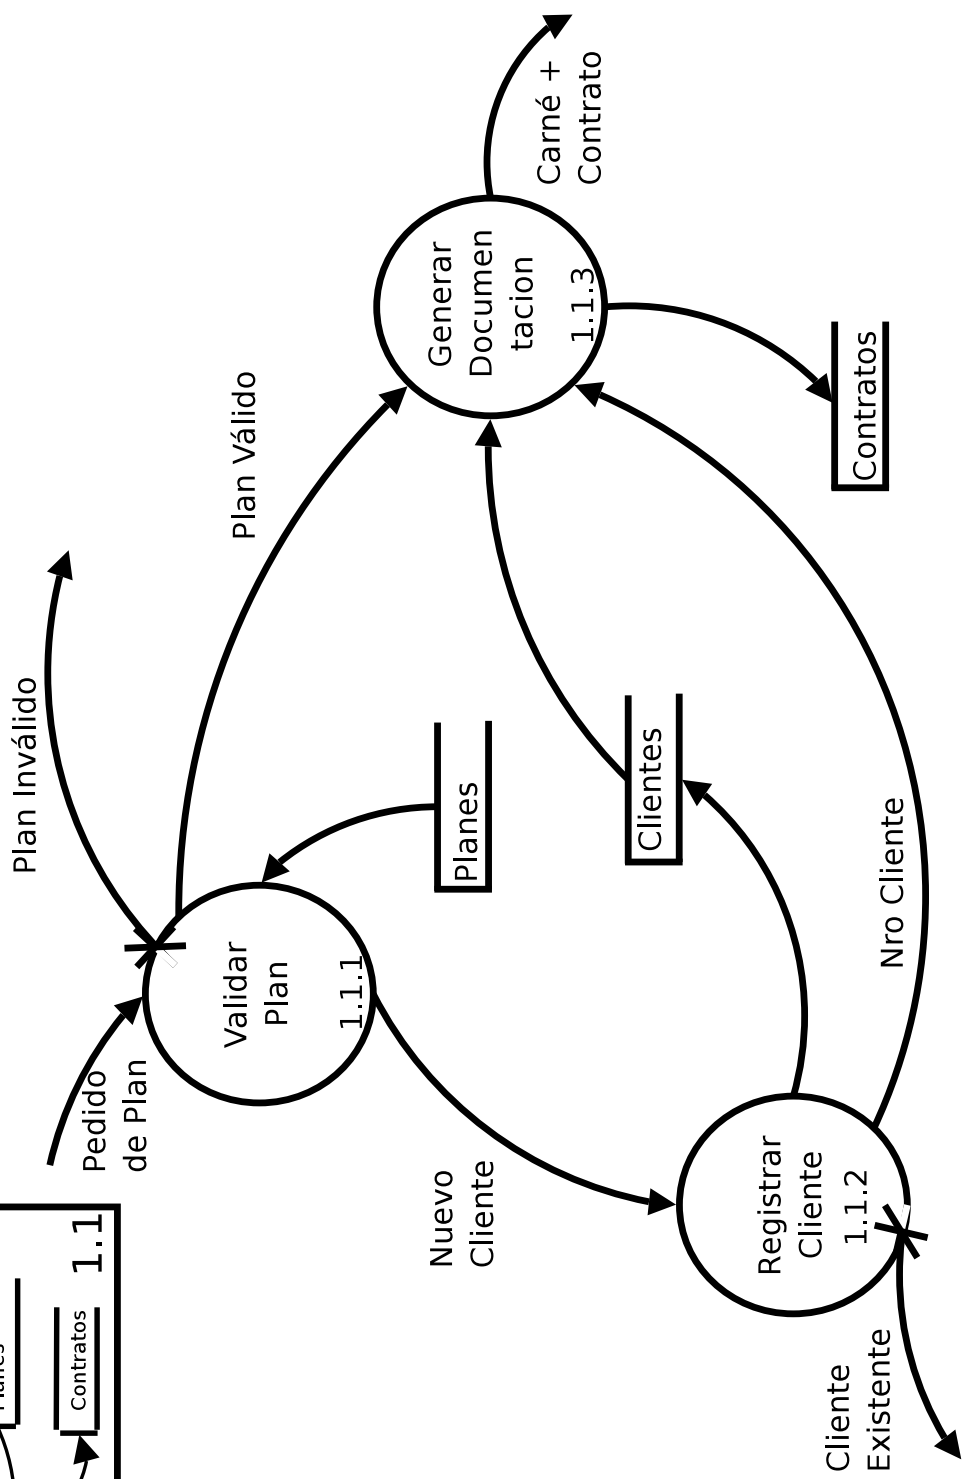 Contratos
1.1
Pedido
de Plan
Plan Inválido
Validar
Plan
1.1.1
Plan Válido
Planes
Nuevo
Cliente
Generar
Documen
tacion
1.1.3
Carné +
Contrato
Clientes
Registrar
Cliente
1.1.2
Cliente
Existente
Nro Cliente
Contratos